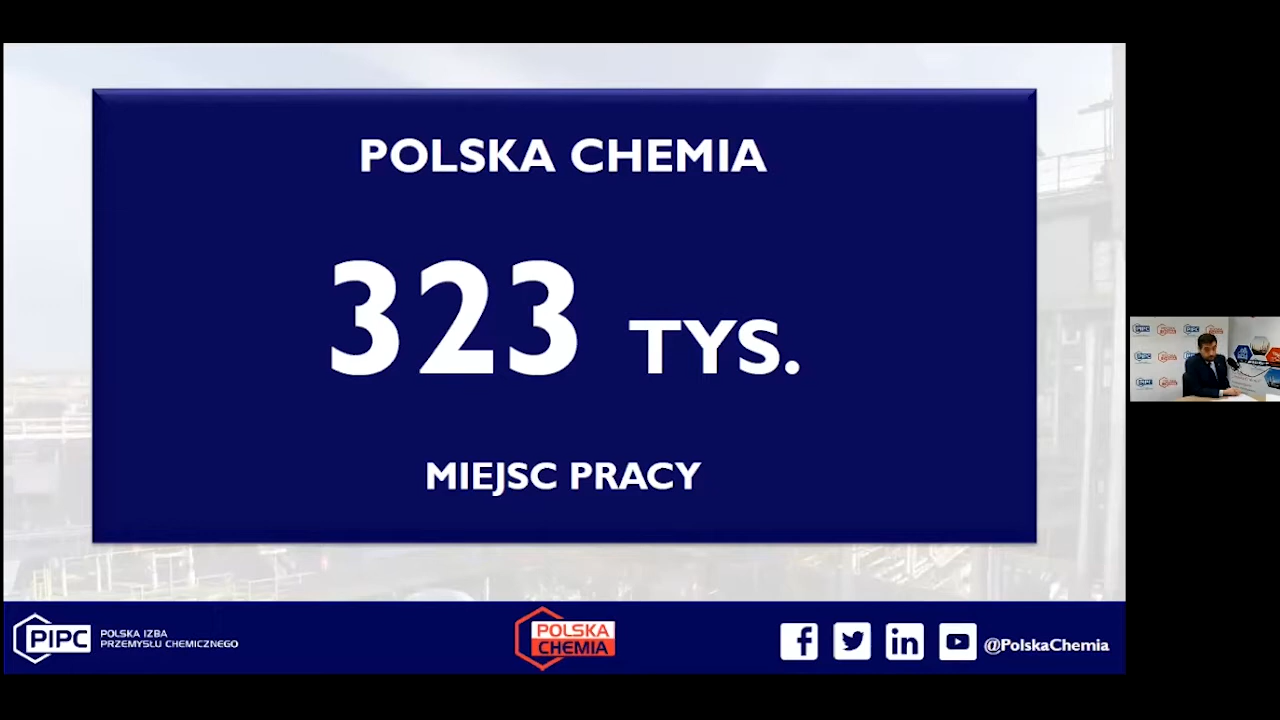 POLSKA CHEMIA
323 TYS.
MIEJSC PRACY
PIPC
POLSKA IZBA
PRZEMYSŁU CHEMICZNEGO
POLSKA
CHEMIA
@PolskaChemia